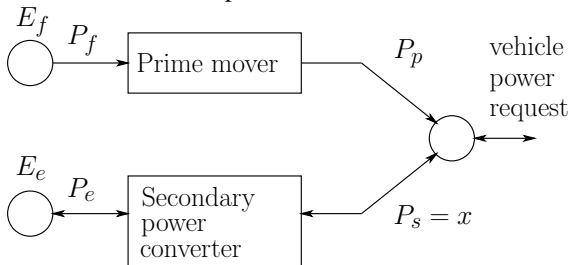 E_f
P_f
Prime mover
P_p
vehicle
power
request
E_e
P_e
Secondary
power
converter
P_s = x